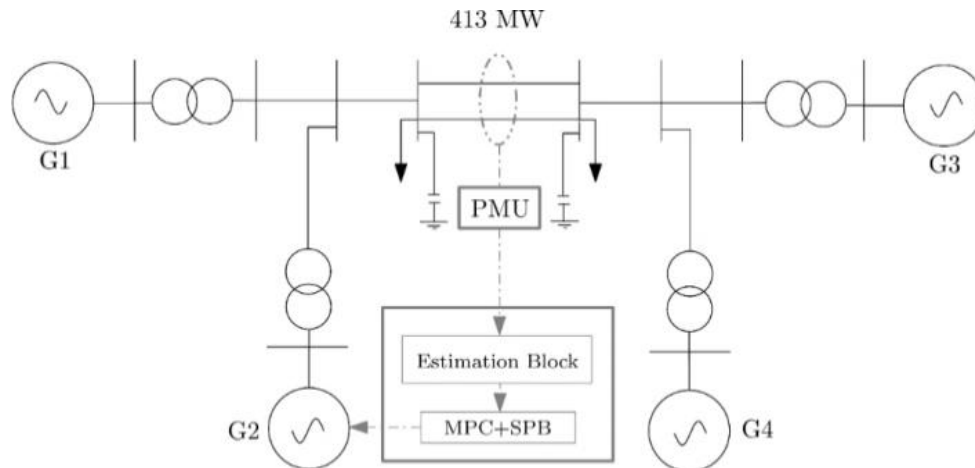 413 MW
G1
G3
PMU
Estimation Block
G2
MPC+SPB
G4